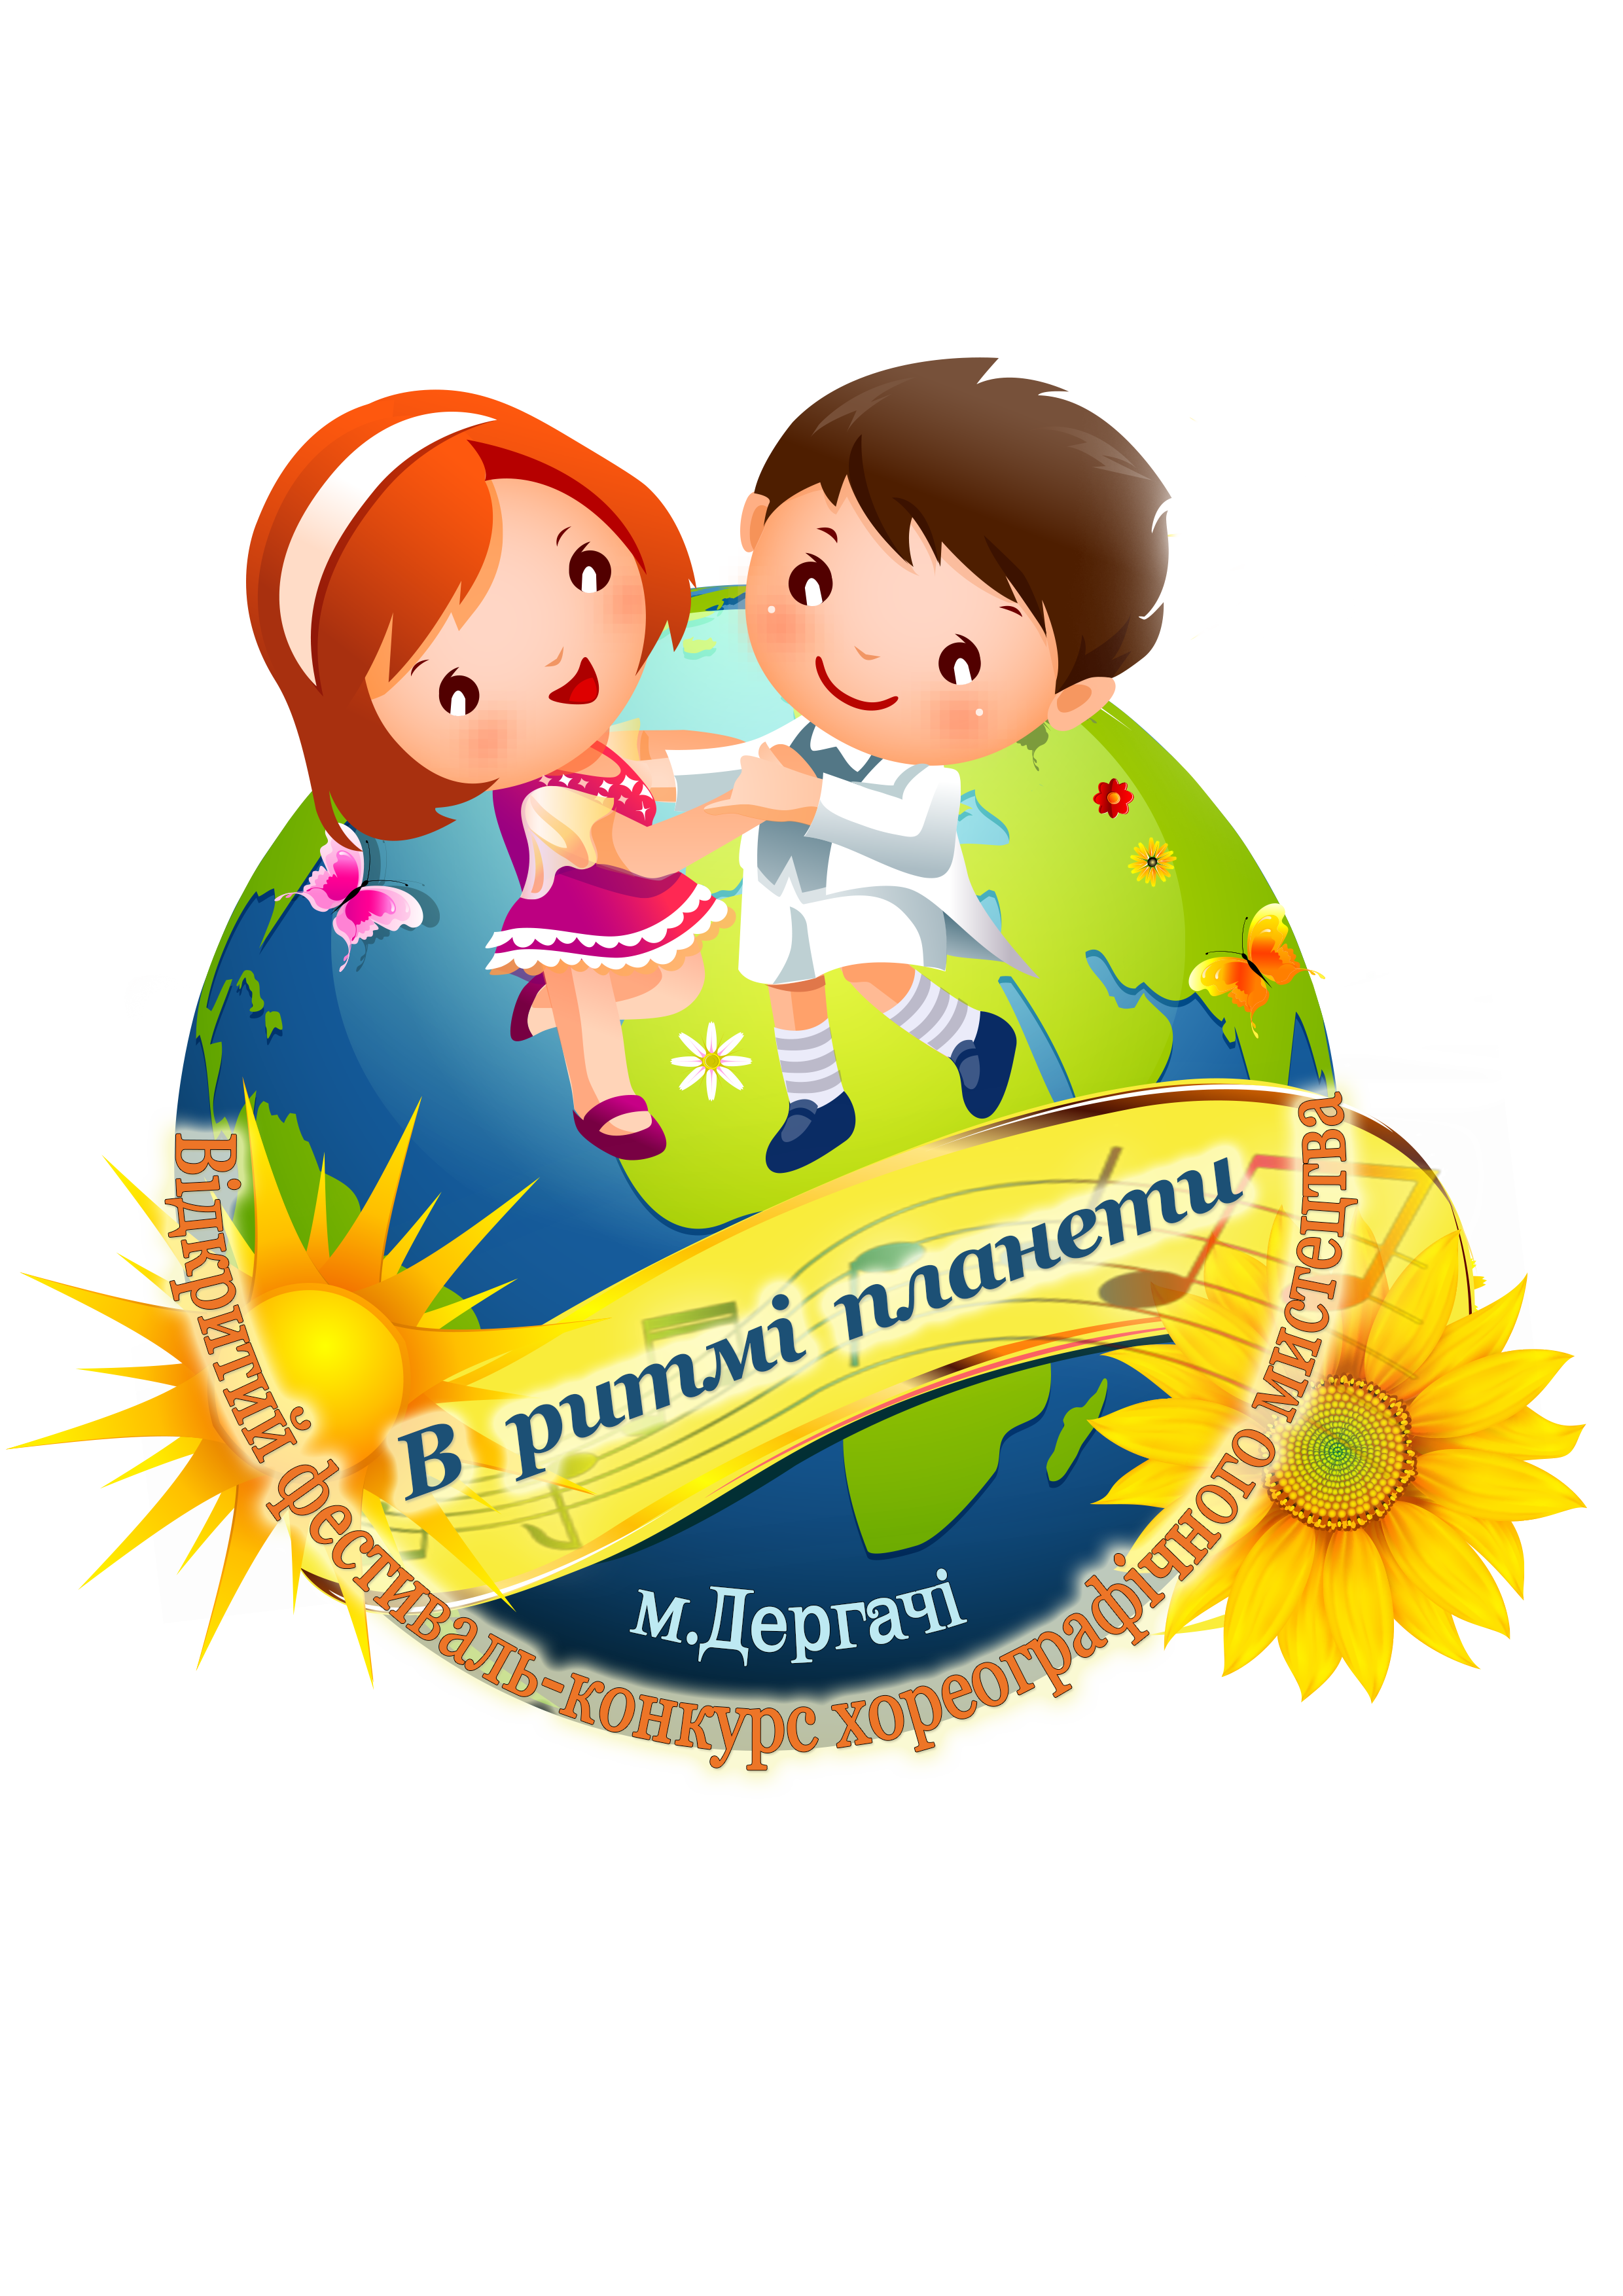 В ритмі планети
м.Дергачі
Відкритий фестиваль-конкурс хореографічного мистецтва